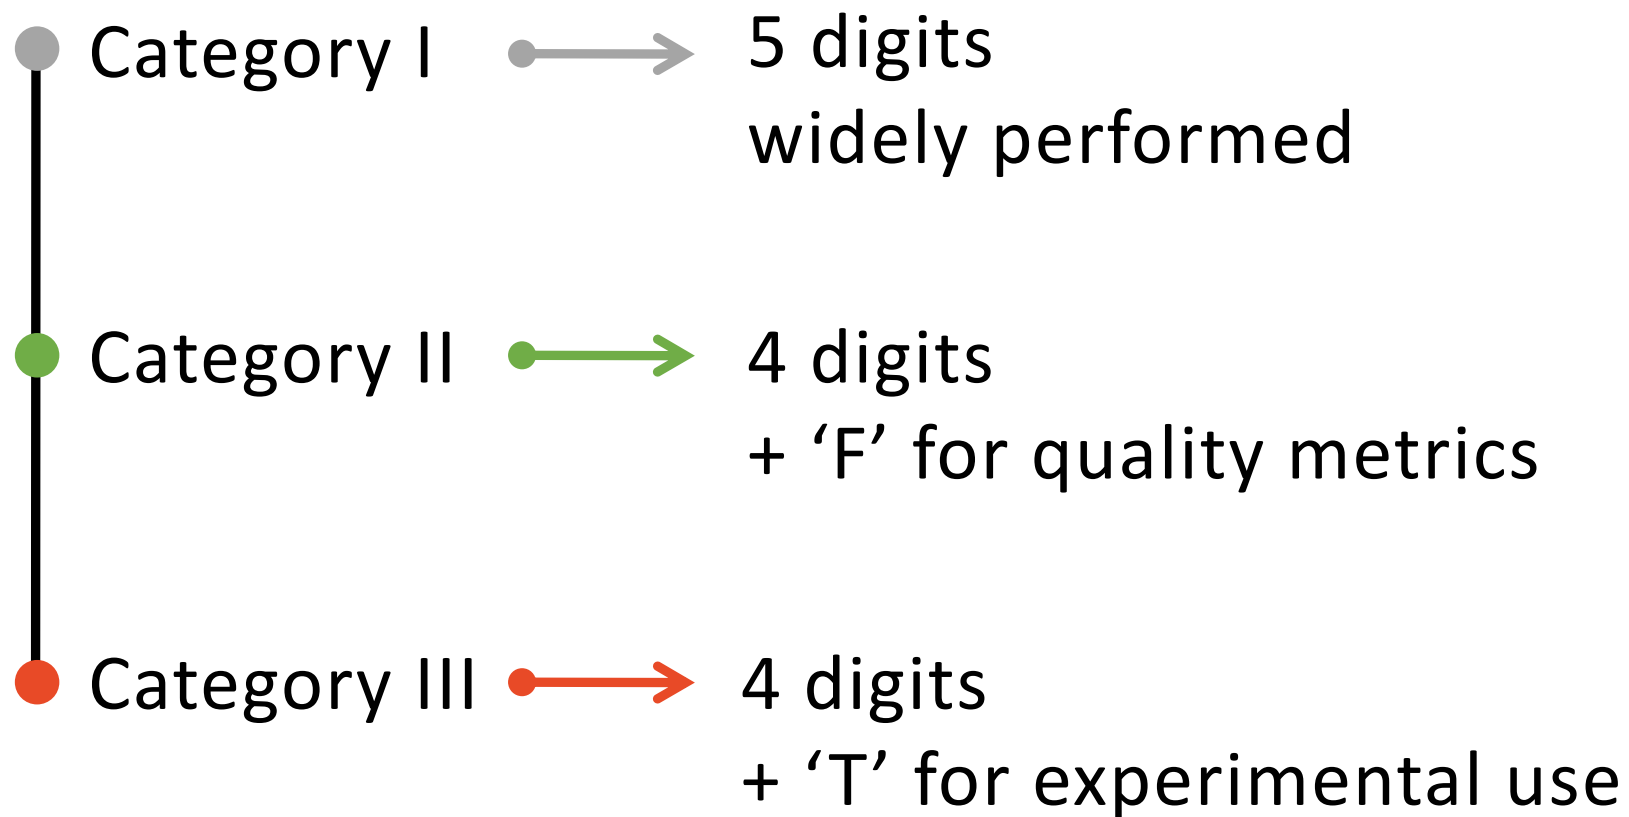 Category I
5 digits
widely performed
Category II
4 digits
+ ‘F’ for quality metrics
Category III
4 digits
+ ‘T’ for experimental use